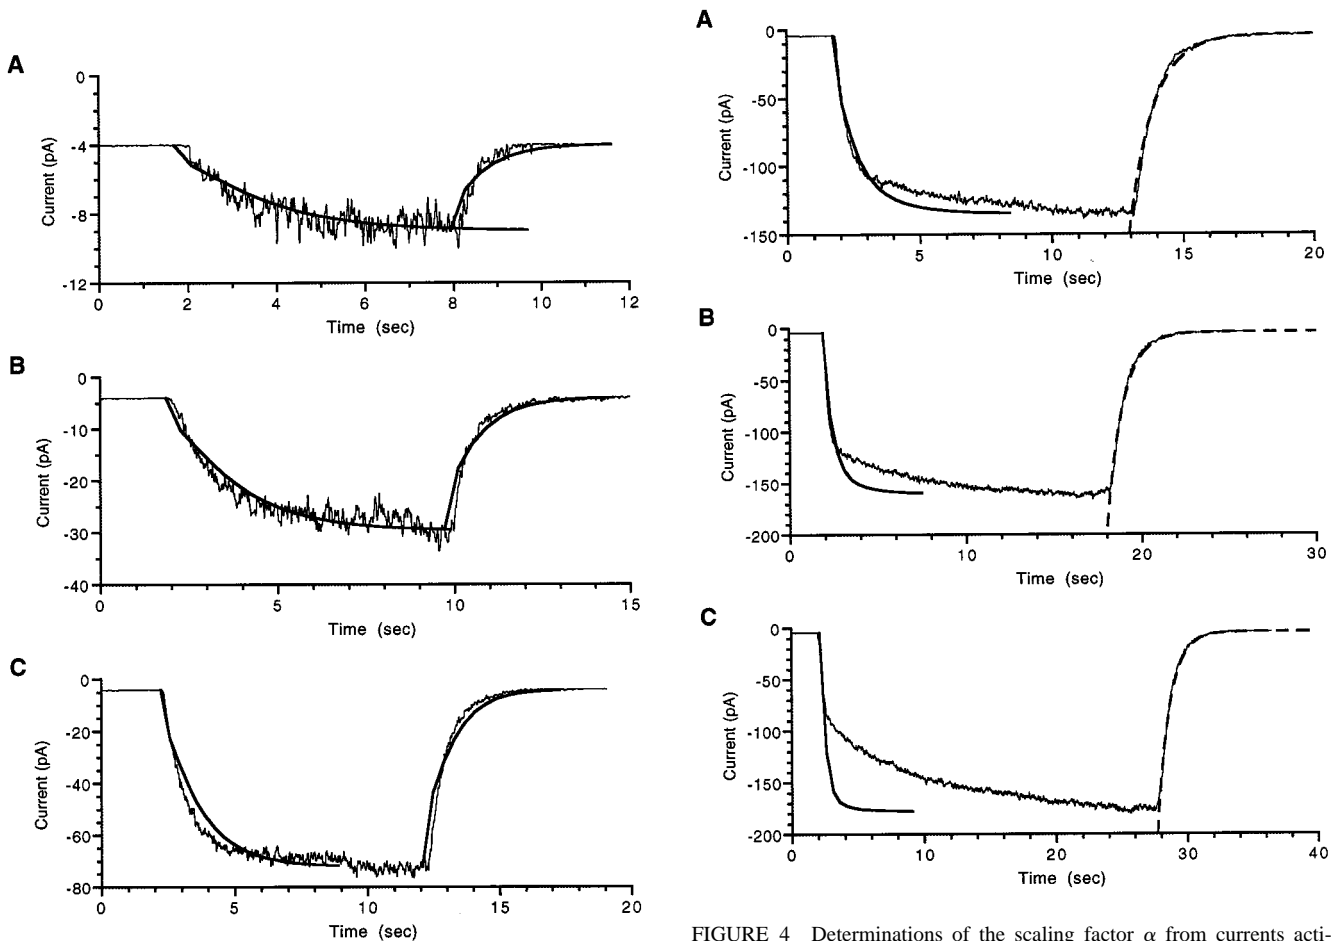 A
0
-4
-8
-12
Current (pA)
0 2 4 6 8 10 12
Time (sec)
B
0
-10
-20
-30
-40
Current (pA)
0 5 10 15
Time (sec)
C
0
-20
-40
-60
-80
Current (pA)
0 5 10 15 20
Time (sec)
A
0
-50
-100
-150
Current (pA)
0 5 10 15 20
Time (sec)
B
0
-50
-100
-150
-200
Current (pA)
0 10 20 30
Time (sec)
C
0
-50
-100
-150
-200
Current (pA)
0 10 20 30 40
Time (sec)
FIGURE 4 Determinations of the scaling factor α from currents acti-